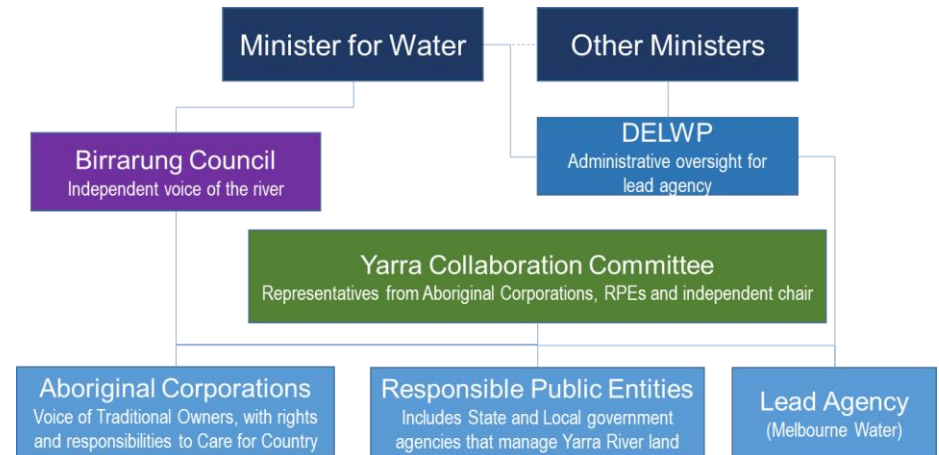 Minister for Water
Other Ministers
Birrarung Council
Independent voice of the river
DELWP
Administrative oversight for
lead agency
Yarra Collaboration Committee
Representatives from Aboriginal Corporations, RPEs and independent chair
Aboriginal Corporations
Voice of Traditional Owners, with rights
and responsibilities to Care for Country
Responsible Public Entities
Includes State and Local government
agencies that manage Yarra River land
Lead Agency
(Melbourne Water)